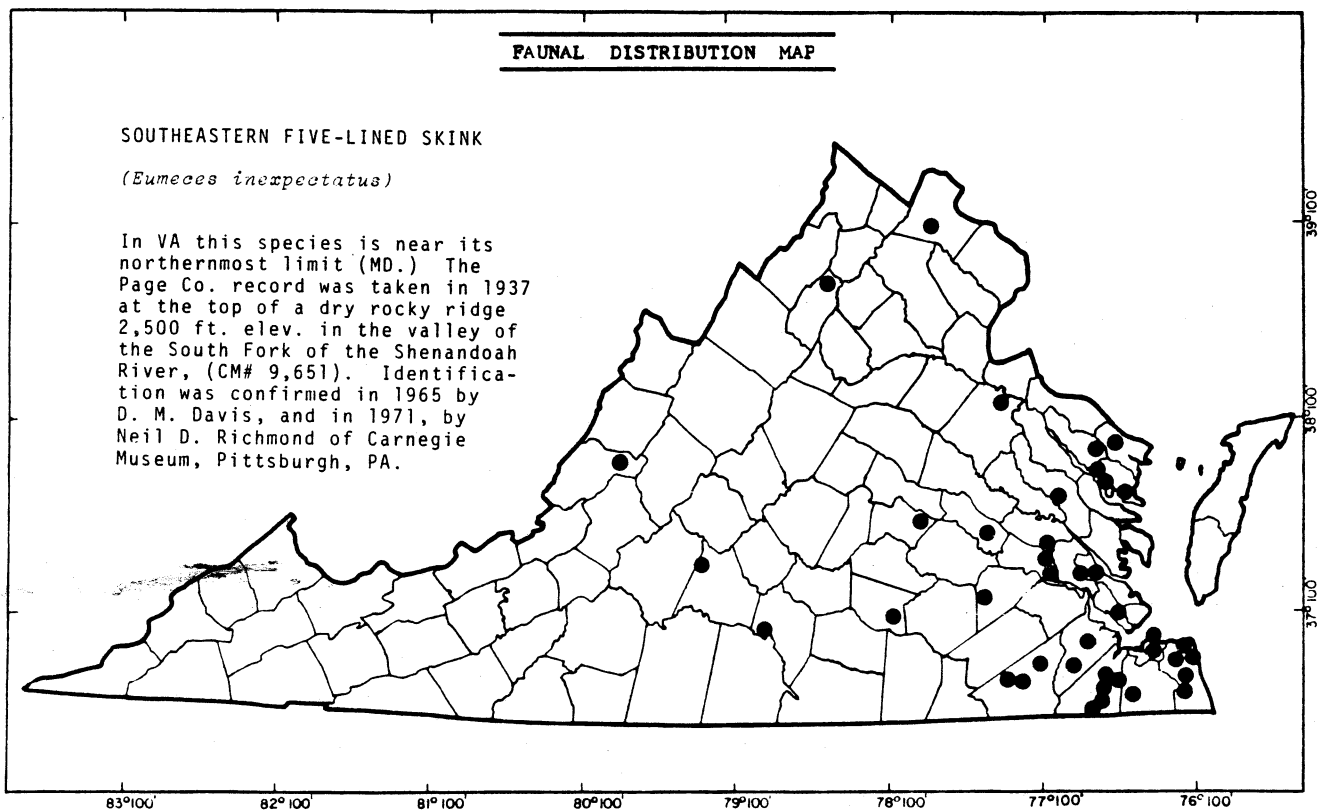 FAUNAL DISTRIBUTION MAP
SOUTHEASTERN FIVE-LINED SKINK
(Eumeces inexpectatus)
In VA this species is near its
northernmost limit (MD.) The
Page Co. record was taken in 1937
at the top of a dry rocky ridge
2,500 ft. elev. in the valley of
the South Fork of the Shenandoah
River, (CM# 9,651). Identifica-
tion was confirmed in 1965 by
D. M. Davis, and in 1971, by
Neil D. Richmond of Carnegie
Museum, Pittsburgh, PA.
39°00'
38°00'
37°00'
83°00'
82°00'
81°00'
80°00'
79°00'
78°00'
77°00'
76°00'